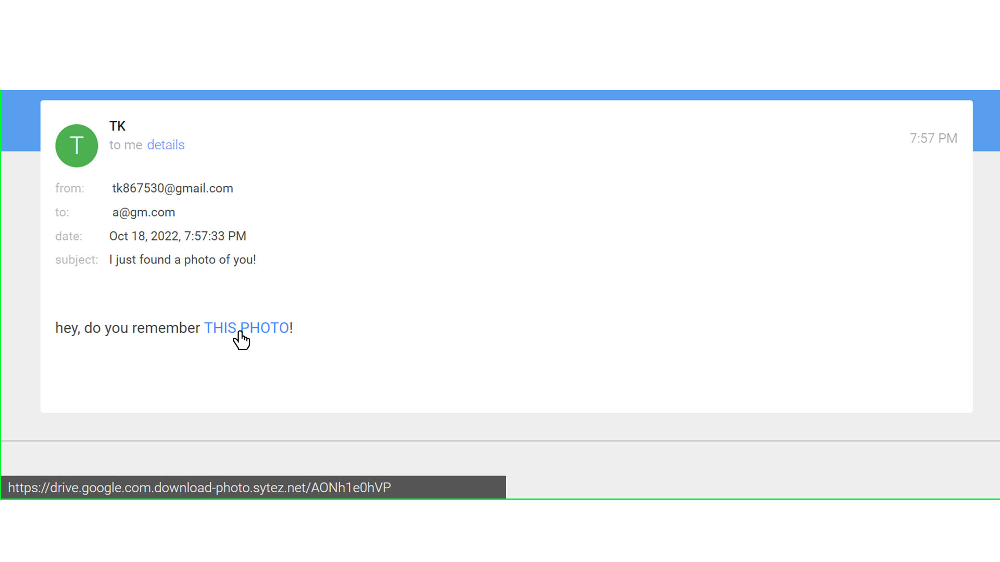 T
TK
to me details
7:57 PM
from: tk867530@gmail.com
to: a@gm.com
date: Oct 18, 2022, 7:57:33 PM
subject: I just found a photo of you!
hey, do you remember THIS PHOTO!
https://drive.google.com.download-photo.sytez.net/AONh1e0hVP